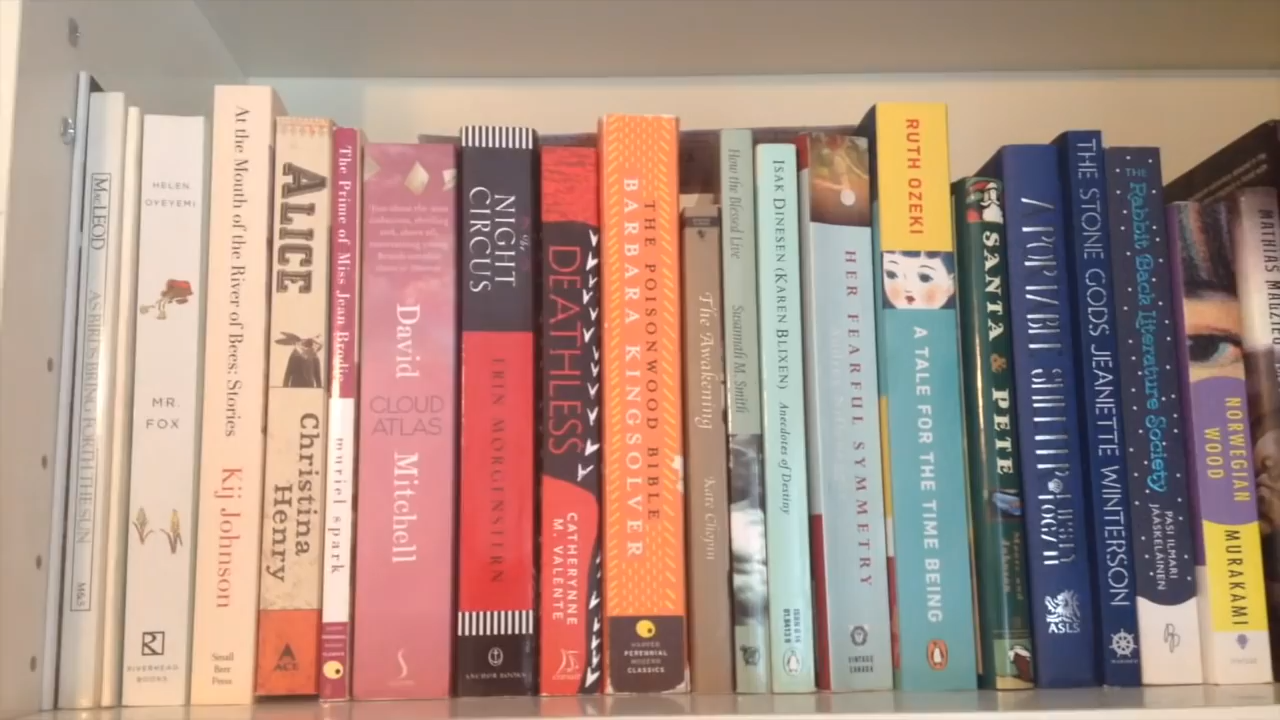 MacLEOD
AS BIRDS BRING FORTH THE SUN
M&S
HELEN
OYEYEMI
MR.
FOX
R
RIVERHEAD
BOOKS
At the Mouth of the River of Bees: Stories
Kij Johnson
Small
Beer
Press
ALICE
Christina
Henry
ACE
The Prime of Miss Jean Brodie
muriel spark
David
Mitchell
CLOUD
ATLAS
the
NIGHT
CIRCUS
ERIN MORGENSTERN
ANCHOR BOOKS
DEATHLESS
CATHERYNNE
M. VALENTE
THE POISONWOOD BIBLE
BARBARA KINGSOLVER
HARPER
PERENNIAL
MODERN
CLASSICS
The Awakening
Kate Chopin
How the Blessed Live
Susannah M. Smith
ISAK DINESEN (KAREN BLIXEN)
Anecdotes of Destiny
HER FEARFUL SYMMETRY
VINTAGE
CANADA
RUTH OZEKI
A TALE FOR THE TIME BEING
SANTA & PETE
ASLS
THE STONE GODS JEANETTE WINTERSON
THE
Rabbit Back Literature Society
PASI ILMARI
JÄÄSKELÄINEN
NORWEGIAN
WOOD
MURAKAMI